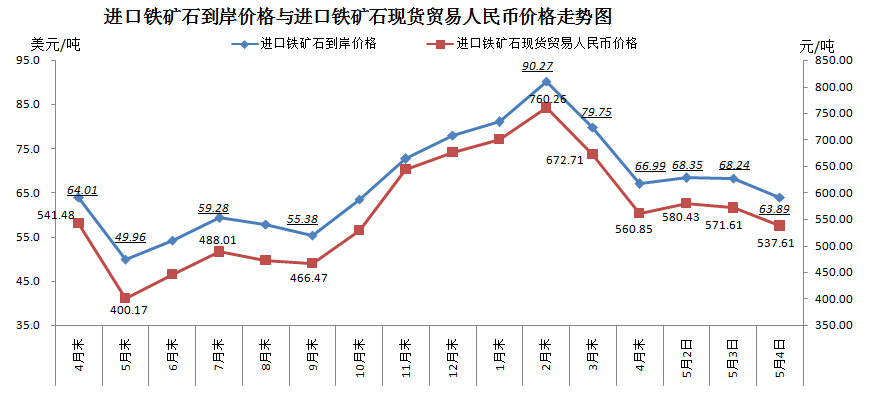 进口铁矿石到岸价格与进口铁矿石现货贸易人民币价格走势图
美元/吨
进口铁矿石到岸价格
进口铁矿石现货贸易人民币价格
元/吨
95.0
85.0
75.0
65.0
55.0
45.0
35.0
850.00
800.00
750.00
700.00
650.00
600.00
550.00
500.00
450.00
400.00
350.00
64.01
49.96
59.28
55.38
90.27
79.75
66.99
68.35
68.24
63.89
541.48
400.17
488.01
466.47
760.26
672.71
560.85
580.43
571.61
537.61
4月末
5月末
6月末
7月末
8月末
9月末
10月末
11月末
12月末
1月末
2月末
3月末
4月末
5月2日
5月3日
5月4日